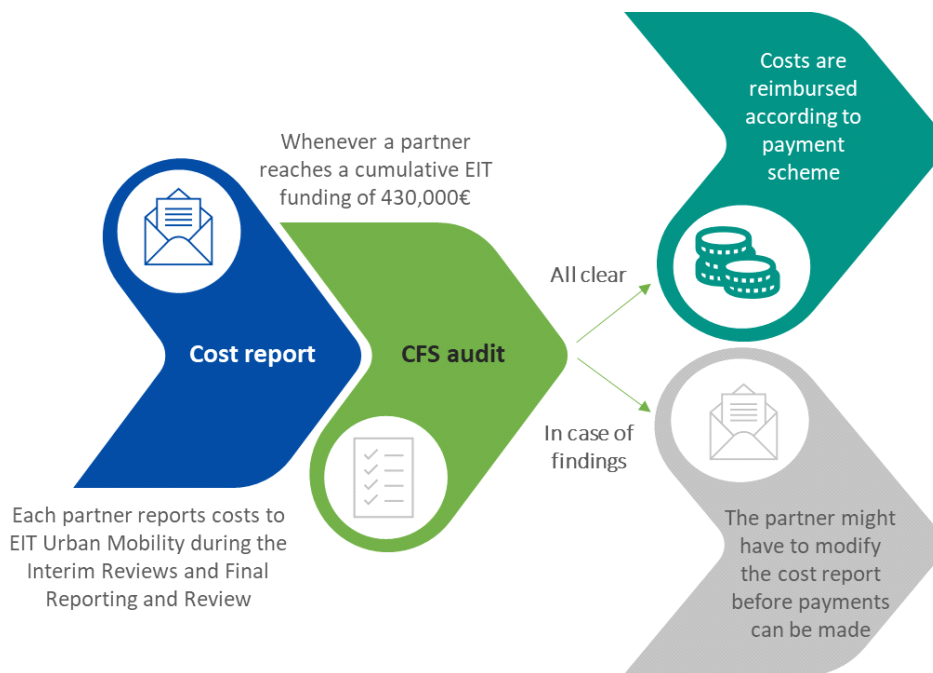 Cost report
Each partner reports costs to
EIT Urban Mobility during the
Interim Reviews and Final
Reporting and Review
Whenever a partner
reaches a cumulative EIT
funding of 430,000€
CFS audit
All clear
Costs are
reimbursed
according to
payment
scheme
In case of
findings
The partner might
have to modify
the cost report
before payments
can be made